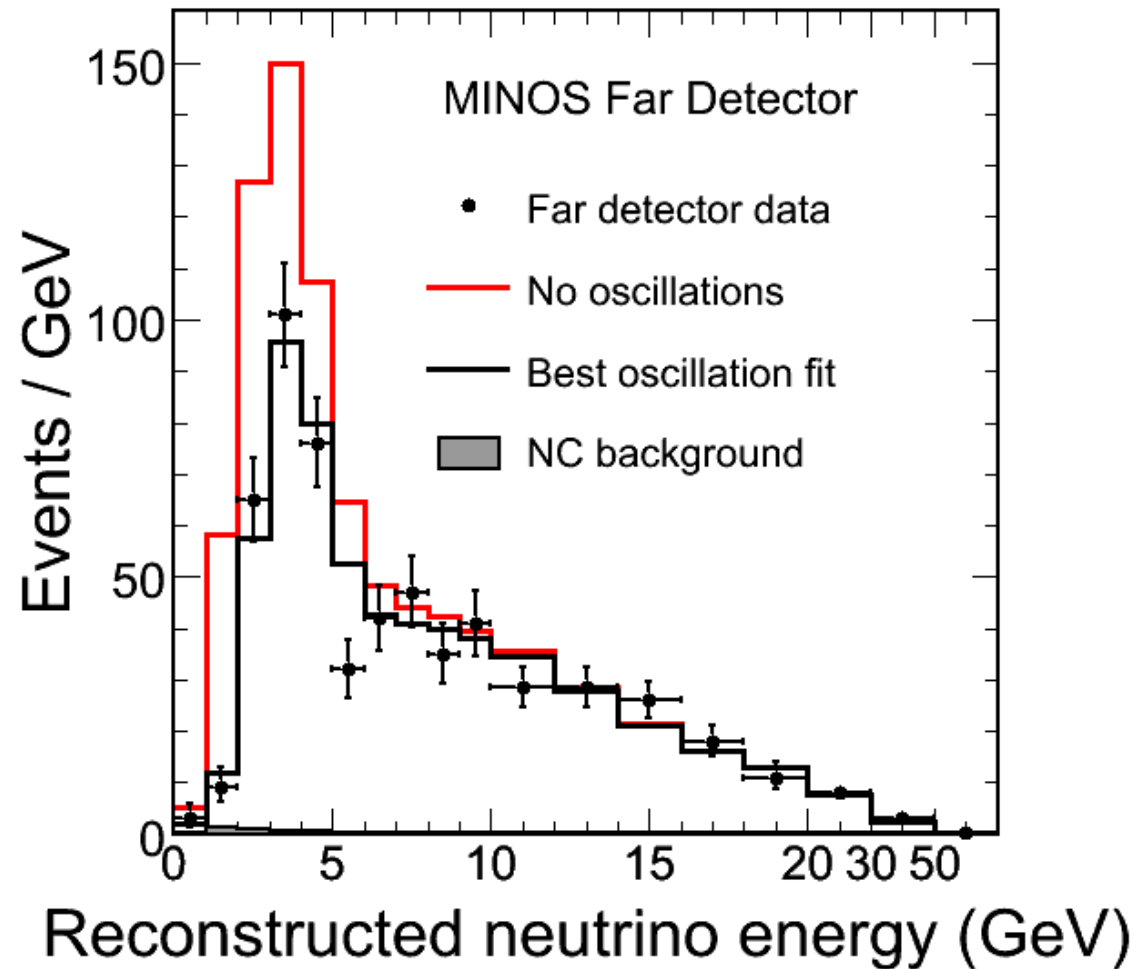 MINOS Far Detector
Far detector data
No oscillations
Best oscillation fit
NC background
Events / GeV
150
100
50
0
0 5 10 15 20 30 50
Reconstructed neutrino energy (GeV)